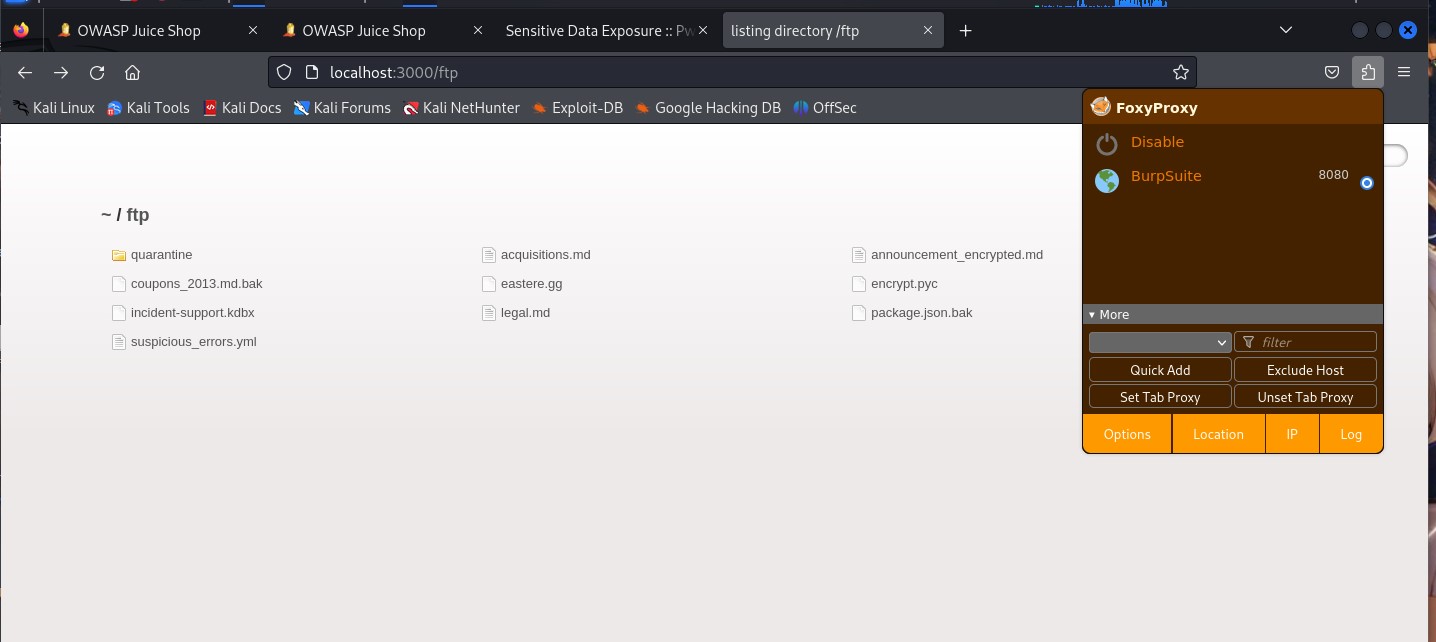 OWASP Juice Shop
OWASP Juice Shop
Sensitive Data Exposure :: Pw
listing directory /ftp
localhost:3000/ftp
Kali Linux Kali Tools Kali Docs Kali Forums Kali NetHunter Exploit-DB Google Hacking DB OffSec
~ / ftp
quarantine acquisitions.md announcement_encrypted.md
coupons_2013.md.bak eastere.gg encrypt.pyc
incident-support.kdbx legal.md package.json.bak
suspicious_errors.yml
FoxyProxy
Disable
BurpSuite 8080
▾ More
filter
Quick Add Exclude Host
Set Tab Proxy Unset Tab Proxy
Options Location IP Log